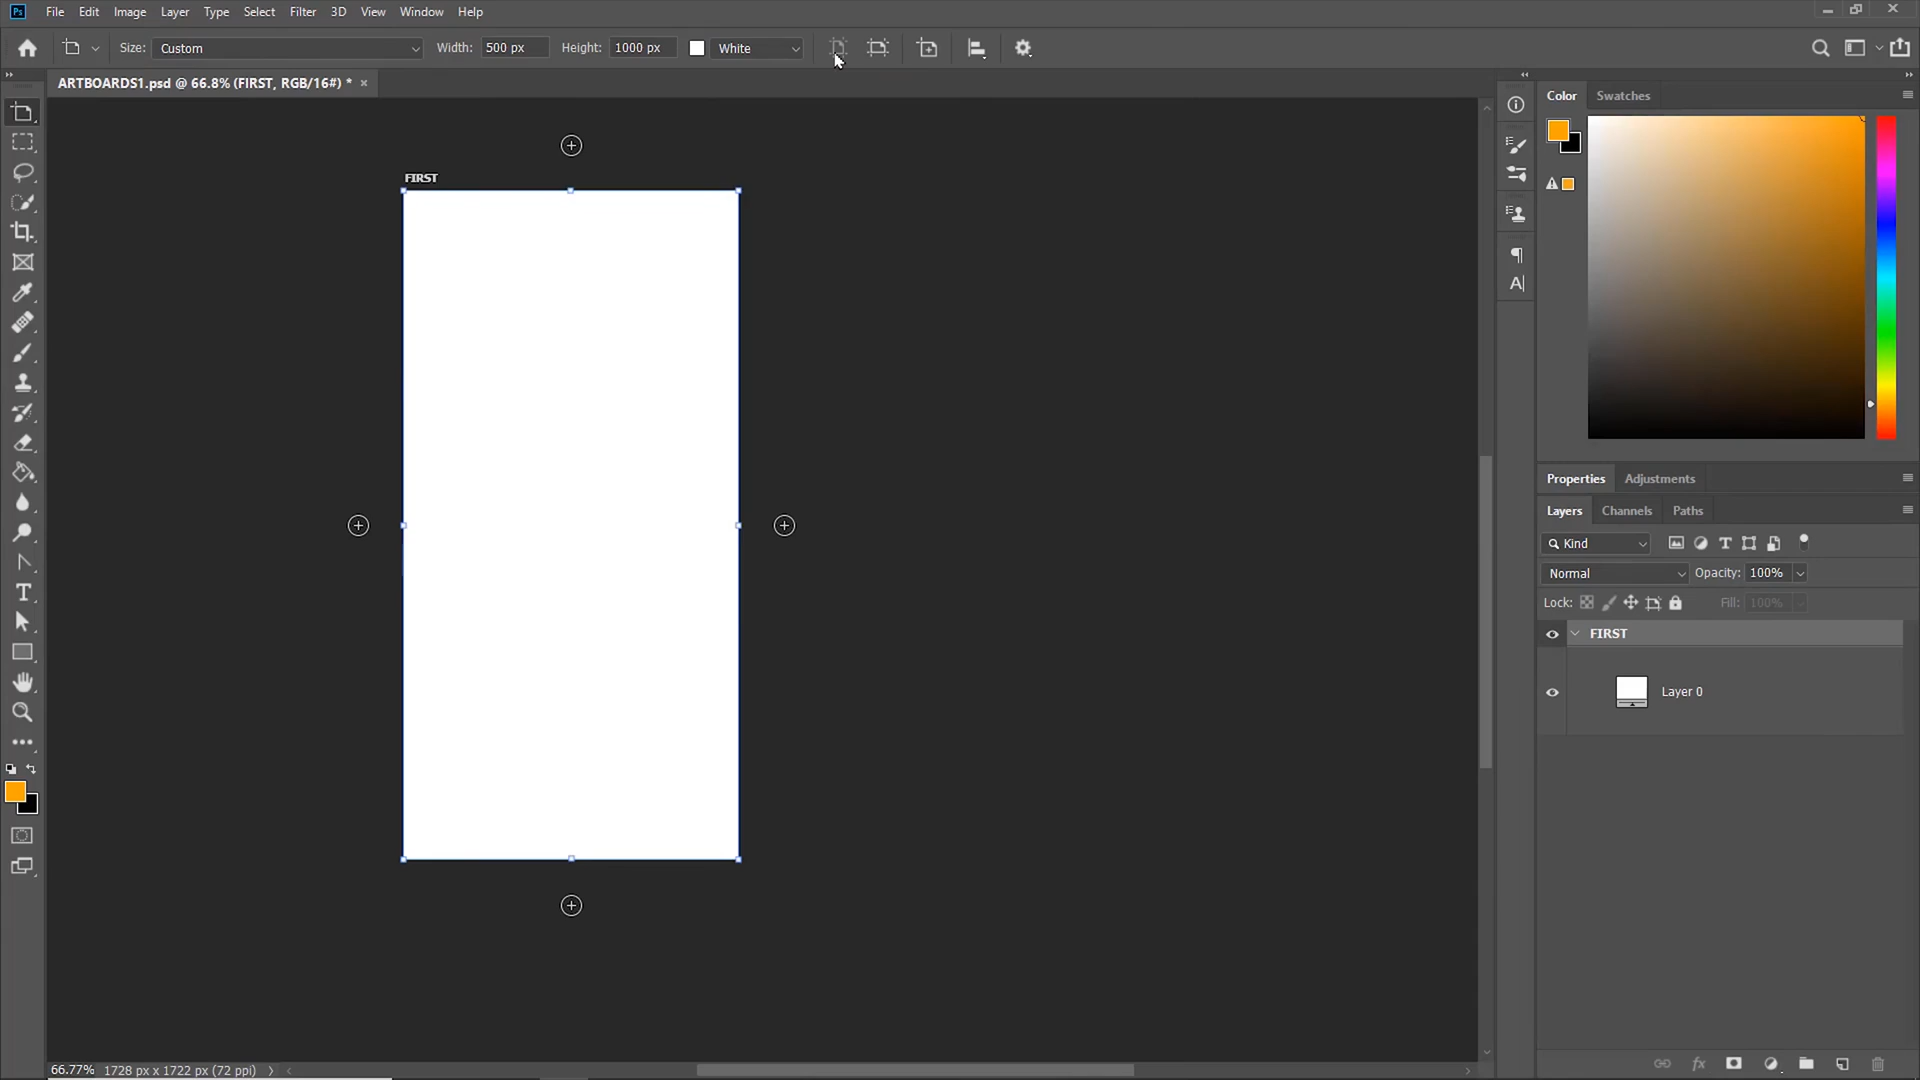 Ps File Edit Image Layer Type Select Filter 3D View Window Help
Size: Custom Width: 500 px Height: 1000 px White
ARTBOARDS1.psd @ 66.8% (FIRST, RGB/16#) * ×
Color Swatches
FIRST
Properties Adjustments
Layers Channels Paths
Kind
Normal Opacity: 100%
Lock: Fill: 100%
FIRST
Layer 0
66.77% 1728 px x 1722 px (72 ppi)